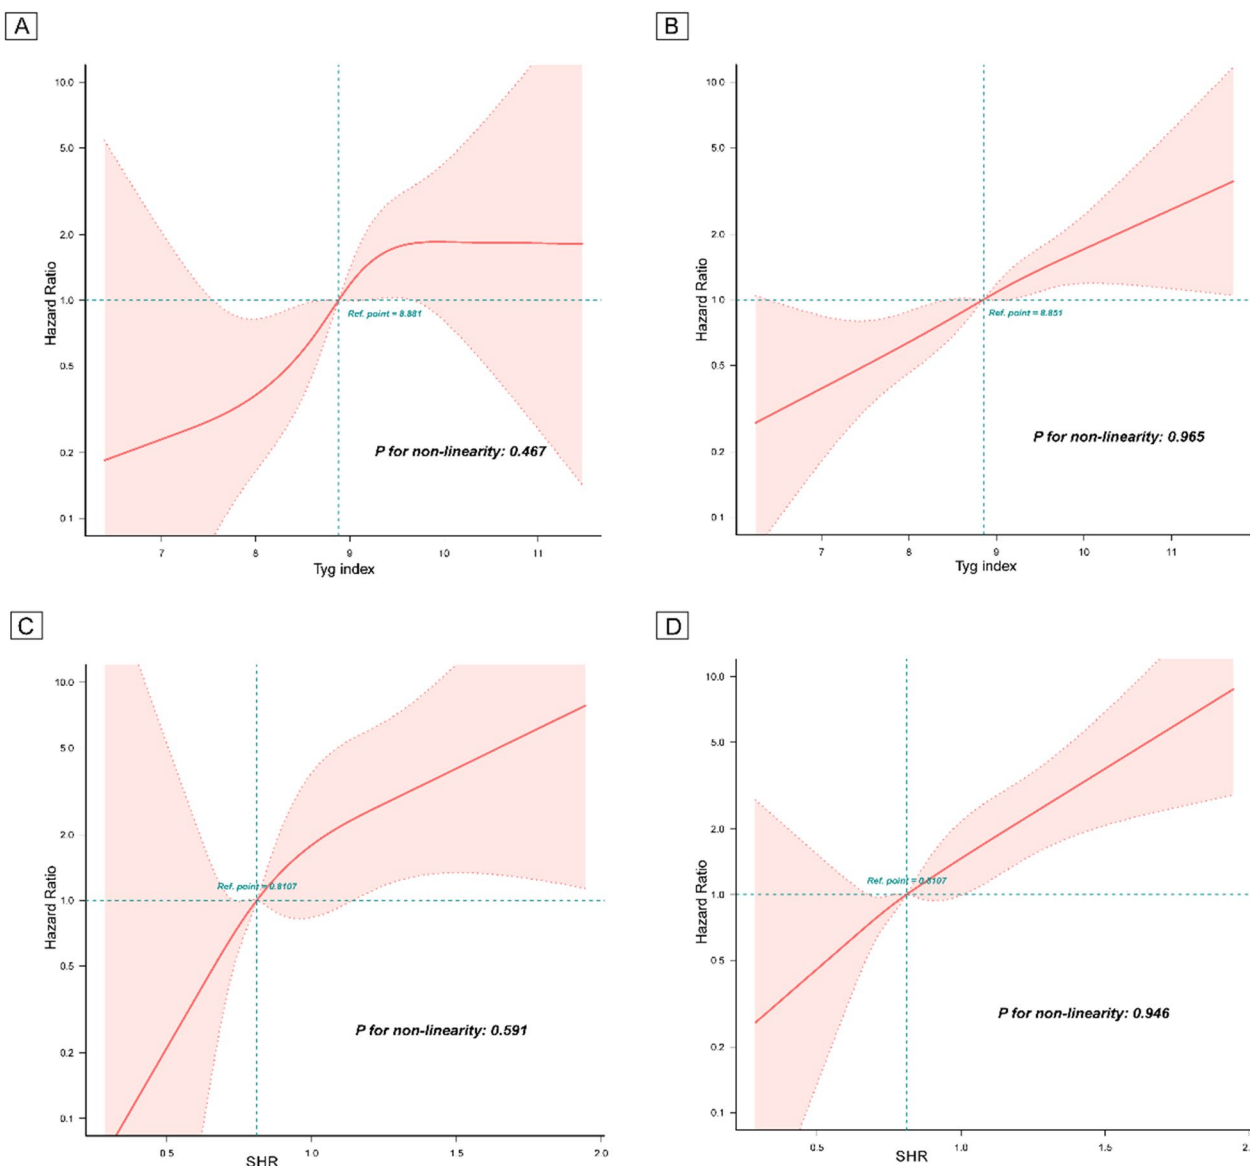 A
10.0
5.0
2.0
1.0
0.5
0.2
0.1
Hazard Ratio
Ref. point = 8.881
P for non-linearity: 0.467
7 8 9 10 11
Tyg index
B
10.0
5.0
2.0
1.0
0.5
0.2
0.1
Hazard Ratio
Ref. point = 8.851
P for non-linearity: 0.965
7 8 9 10 11
Tyg index
C
10.0
5.0
2.0
1.0
0.5
0.2
0.1
Hazard Ratio
Ref. point = 0.8107
P for non-linearity: 0.591
0.5 1.0 1.5 2.0
SHR
D
10.0
5.0
2.0
1.0
0.5
0.2
0.1
Hazard Ratio
Ref. point = 0.8107
P for non-linearity: 0.946
0.5 1.0 1.5
SHR